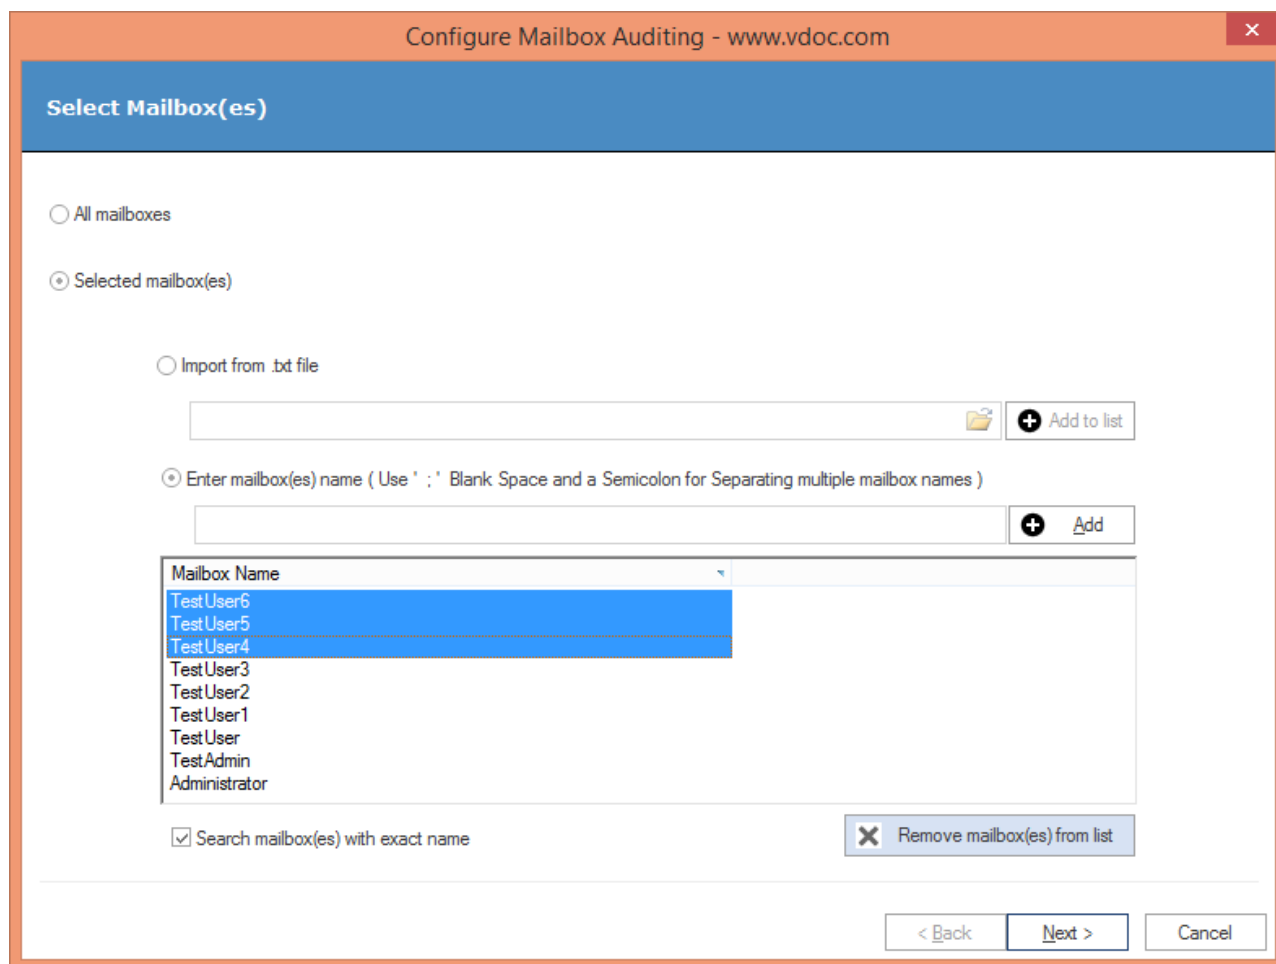 Configure Mailbox Auditing - www.vdoc.com
Select Mailbox(es)
All mailboxes
Selected mailbox(es)
Import from .txt file
Add to list
Enter mailbox(es) name ( Use ' ; ' Blank Space and a Semicolon for Separating multiple mailbox names )
Add
Mailbox Name
TestUser6
TestUser5
TestUser4
TestUser3
TestUser2
TestUser1
TestUser
TestAdmin
Administrator
Search mailbox(es) with exact name
Remove mailbox(es) from list
< Back
Next >
Cancel